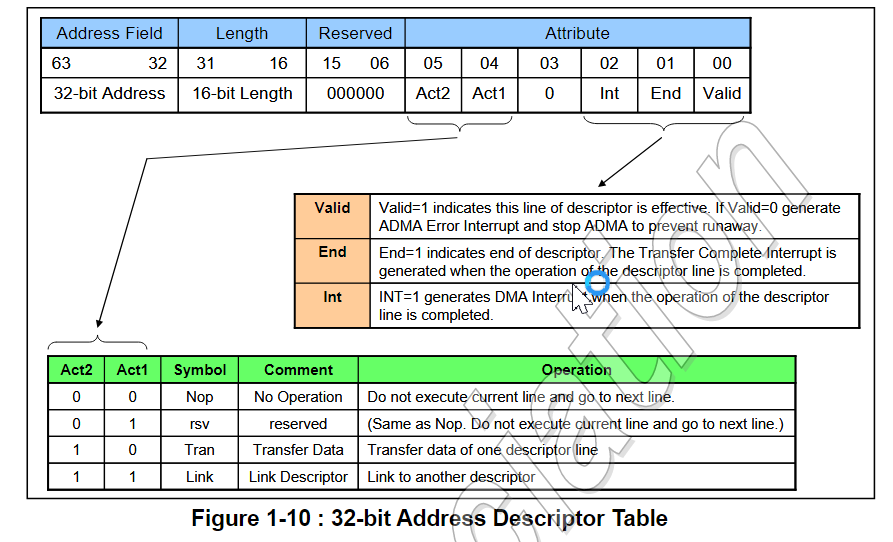 Address Field Length Reserved Attribute
63 32 31 16 15 06 05 04 03 02 01 00
32-bit Address 16-bit Length 000000 Act2 Act1 0 Int End Valid
Valid Valid=1 indicates this line of descriptor is effective. If Valid=0 generate
ADMA Error Interrupt and stop ADMA to prevent runaway.
End End=1 indicates end of descriptor. The Transfer Complete Interrupt is
generated when the operation of the descriptor line is completed.
Int INT=1 generates DMA Interrupt when the operation of the descriptor
line is completed.
Act2 Act1 Symbol Comment Operation
0 0 Nop No Operation Do not execute current line and go to next line.
0 1 rsv reserved (Same as Nop. Do not execute current line and go to next line.)
1 0 Tran Transfer Data Transfer data of one descriptor line
1 1 Link Link Descriptor Link to another descriptor
Figure 1-10 : 32-bit Address Descriptor Table
ciation